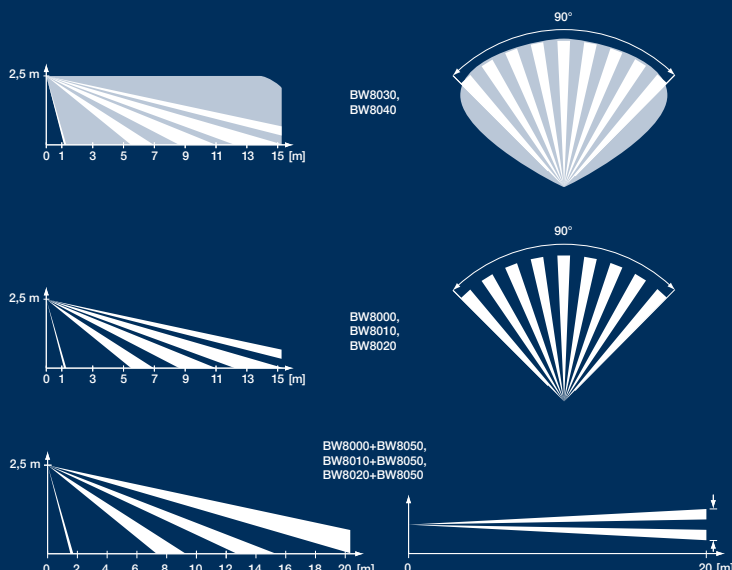 90°
2,5 m
BW8030,
BW8040
0 1 3 5 7 9 11 13 15 [m]
90°
2,5 m
BW8000,
BW8010,
BW8020
0 1 3 5 7 9 11 13 15 [m]
BW8000+BW8050,
BW8010+BW8050,
BW8020+BW8050
2,5 m
0 2 4 6 8 10 12 14 16 18 20 [m]
0 20 [m]